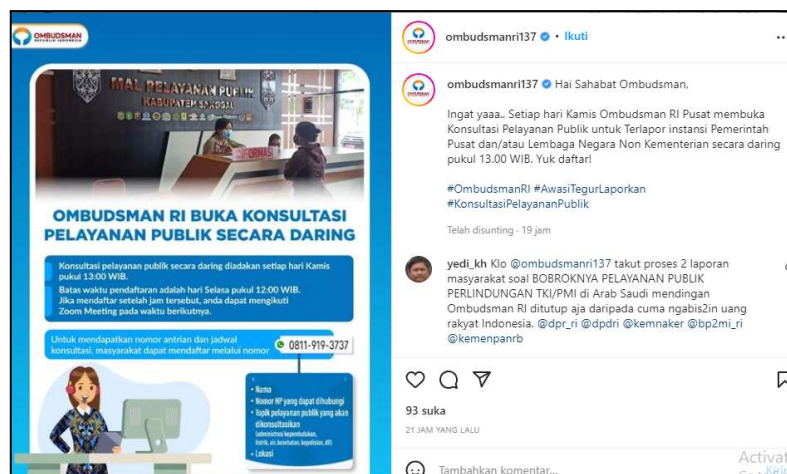 OMBUDSMAN
REPUBLIK INDONESIA
MAL PELAYANAN PUBLIK
KABUPATEN SANGGAU
INFORMASI
OMBUDSMAN RI BUKA KONSULTASI
PELAYANAN PUBLIK SECARA DARING
Konsultasi pelayanan publik secara daring diadakan setiap hari Kamis
pukul 13:00 WIB.
Batas waktu pendaftaran adalah hari Selasa pukul 12:00 WIB.
Jika mendaftar setelah jam tersebut, anda dapat mengikuti
Zoom Meeting pada waktu berikutnya.
Untuk mendapatkan nomor antrian dan jadwal
konsultasi, masyarakat dapat mendaftar melalui nomor
0811-919-3737
• Nama
• Nomor HP yang dapat dihubungi
• Topik pelayanan publik yang akan
dikonsultasikan
(administrasi kependudukan,
listrik, air, kesehatan, kepolisian, dll)
• Lokasi
ombudsmanri137 • Ikuti
ombudsmanri137 Hai Sahabat Ombudsman,
Ingat yaaa.. Setiap hari Kamis Ombudsman RI Pusat membuka
Konsultasi Pelayanan Publik untuk Terlapor instansi Pemerintah
Pusat dan/atau Lembaga Negara Non Kementerian secara daring
pukul 13.00 WIB. Yuk daftar!
#OmbudsmanRI #AwasiTegurLaporkan
#KonsultasiPelayananPublik
Telah disunting · 19 jam
yedi_kh Klo @ombudsmanri137 takut proses 2 laporan
masyarakat soal BOBROKNYA PELAYANAN PUBLIK
PERLINDUNGAN TKI/PMI di Arab Saudi mendingan
Ombudsman RI ditutup aja daripada cuma ngabis2in uang
rakyat Indonesia. @dpr_ri @dpdri @kemnaker @bp2mi_ri
@kemenpanrb
93 suka
21 JAM YANG LALU
Tambahkan komentar...
Activat